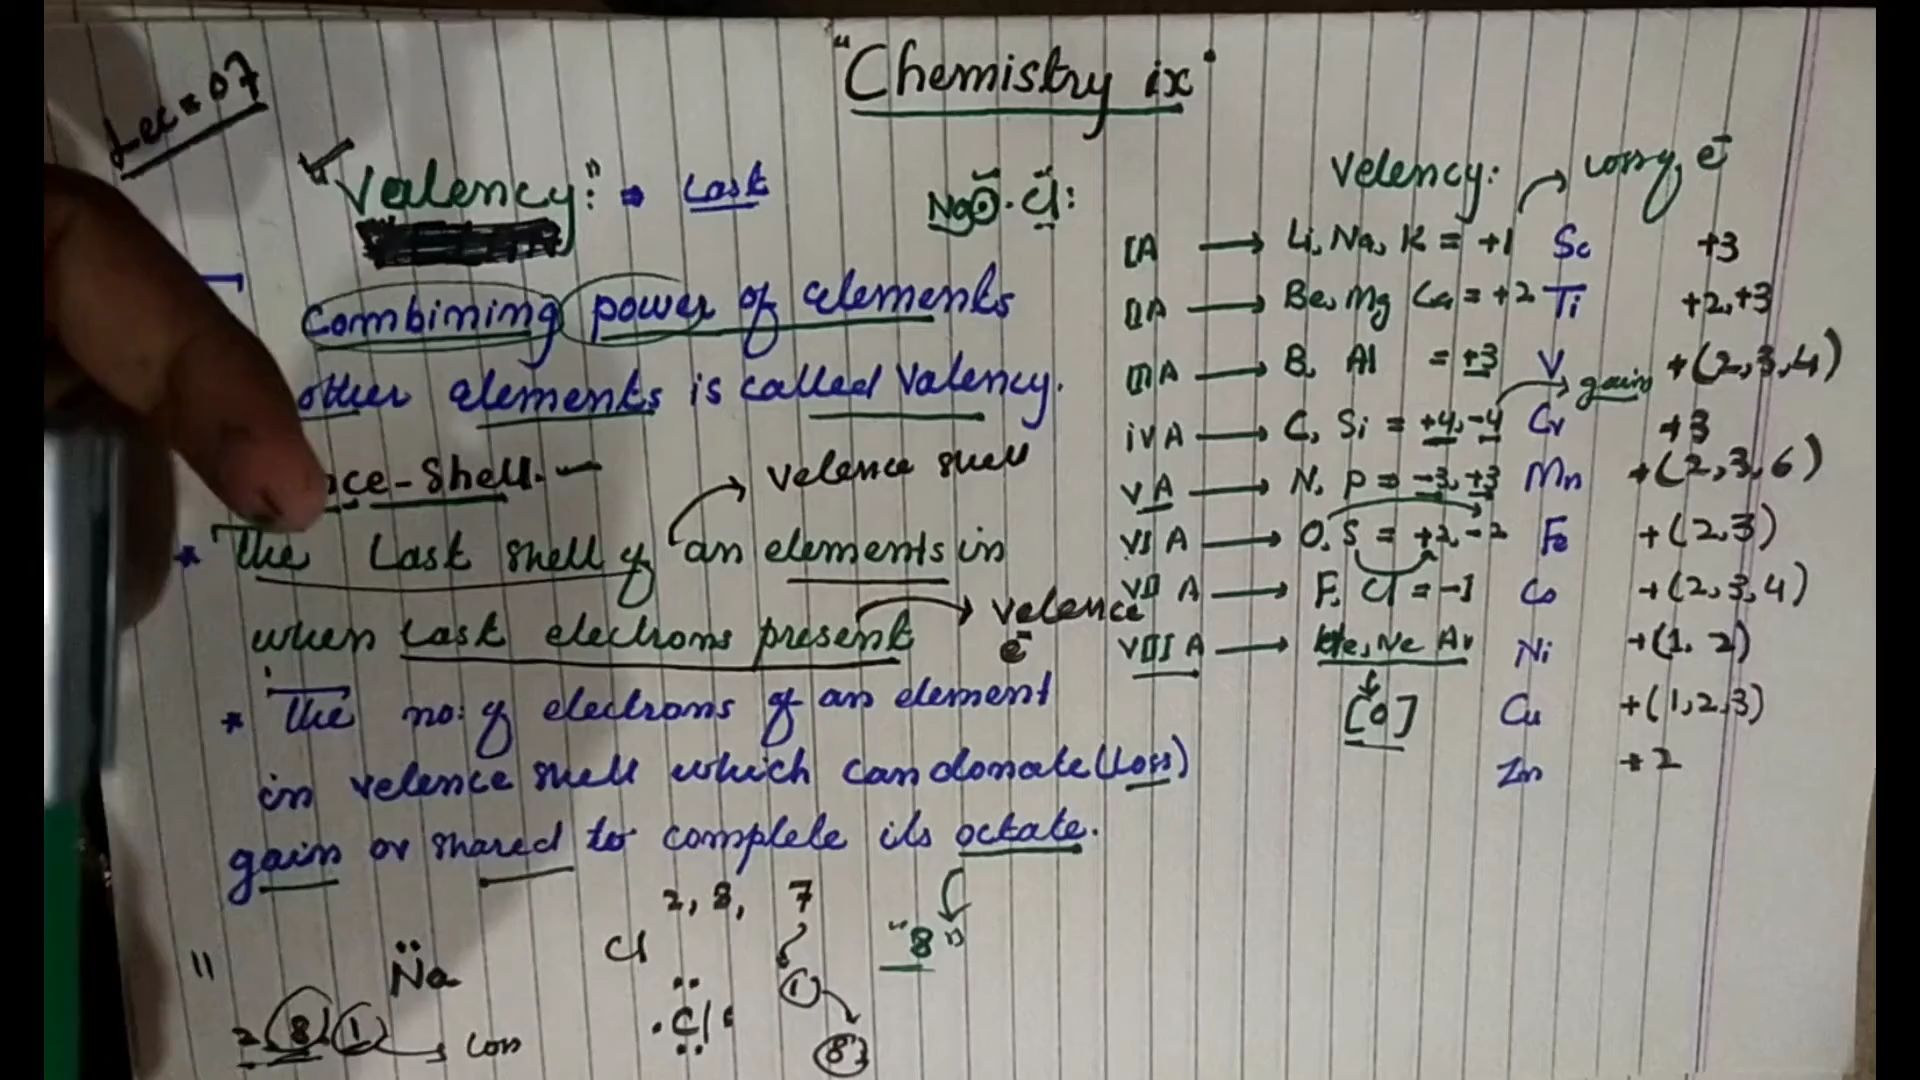 "Chemistry ix"
Lec = 07
"Valency:" ⇒ Last
Na⊙.Cl:
Combining power of elements
other elements is called Valency.
nce-Shell. —
→ Velence shell
* The Last shell of an elements in
when Last electrons present → velence e⁻
* The no: of electrons of an element
in velence shell which can donate (Loss)
gain or shared to complete its octate.
"8"
2, 8, 7
Cl
① → 8
Cl
Na
2, 8, 1 → Loss
Velency: → e⁻
IA → Li, Na, K = +1
IIA → Be, Mg Ca = +2
IIIA → B, Al = +3
ivA → C, Si = +4, -4 → gain
VA → N, P = -3, +3
VIA → O, S = +2, -2
VIIA → F, Cl = -1
VIIIA → He, Ne Ar
[0]
Sc +3
Ti +2, +3
V +(2,3,4)
Cr +3
Mn +(2,3,6)
Fe +(2,3)
Co +(2,3,4)
Ni +(1, 2)
Cu +(1,2,3)
Zn +2